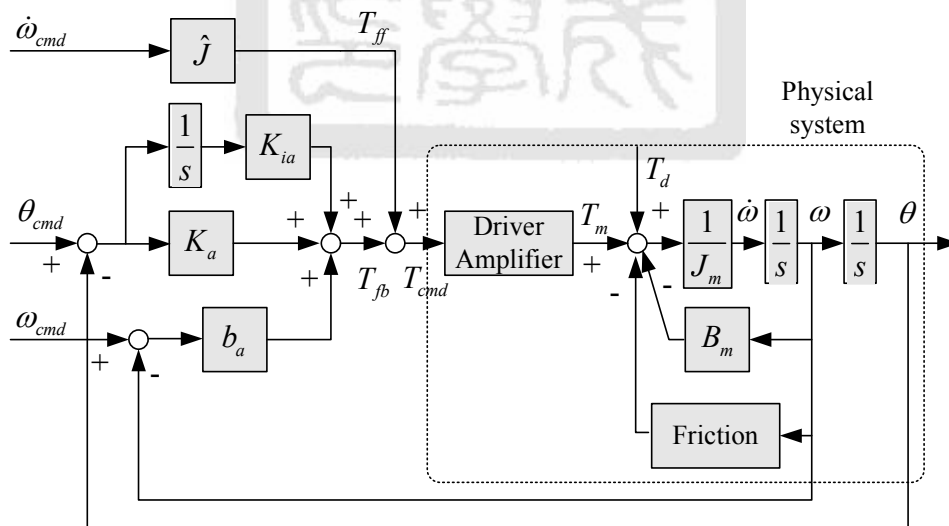 ω̇cmd
Ĵ
Tff
Physical
system
1
s
Kia
+
+
Td
θcmd
+
-
Ka
+
+
+
Driver
Amplifier
Tm
+
+
1
Jm
ω̇
1
s
ω
1
s
θ
Tfb
Tcmd
ωcmd
+
-
ba
+
-
-
Bm
Friction